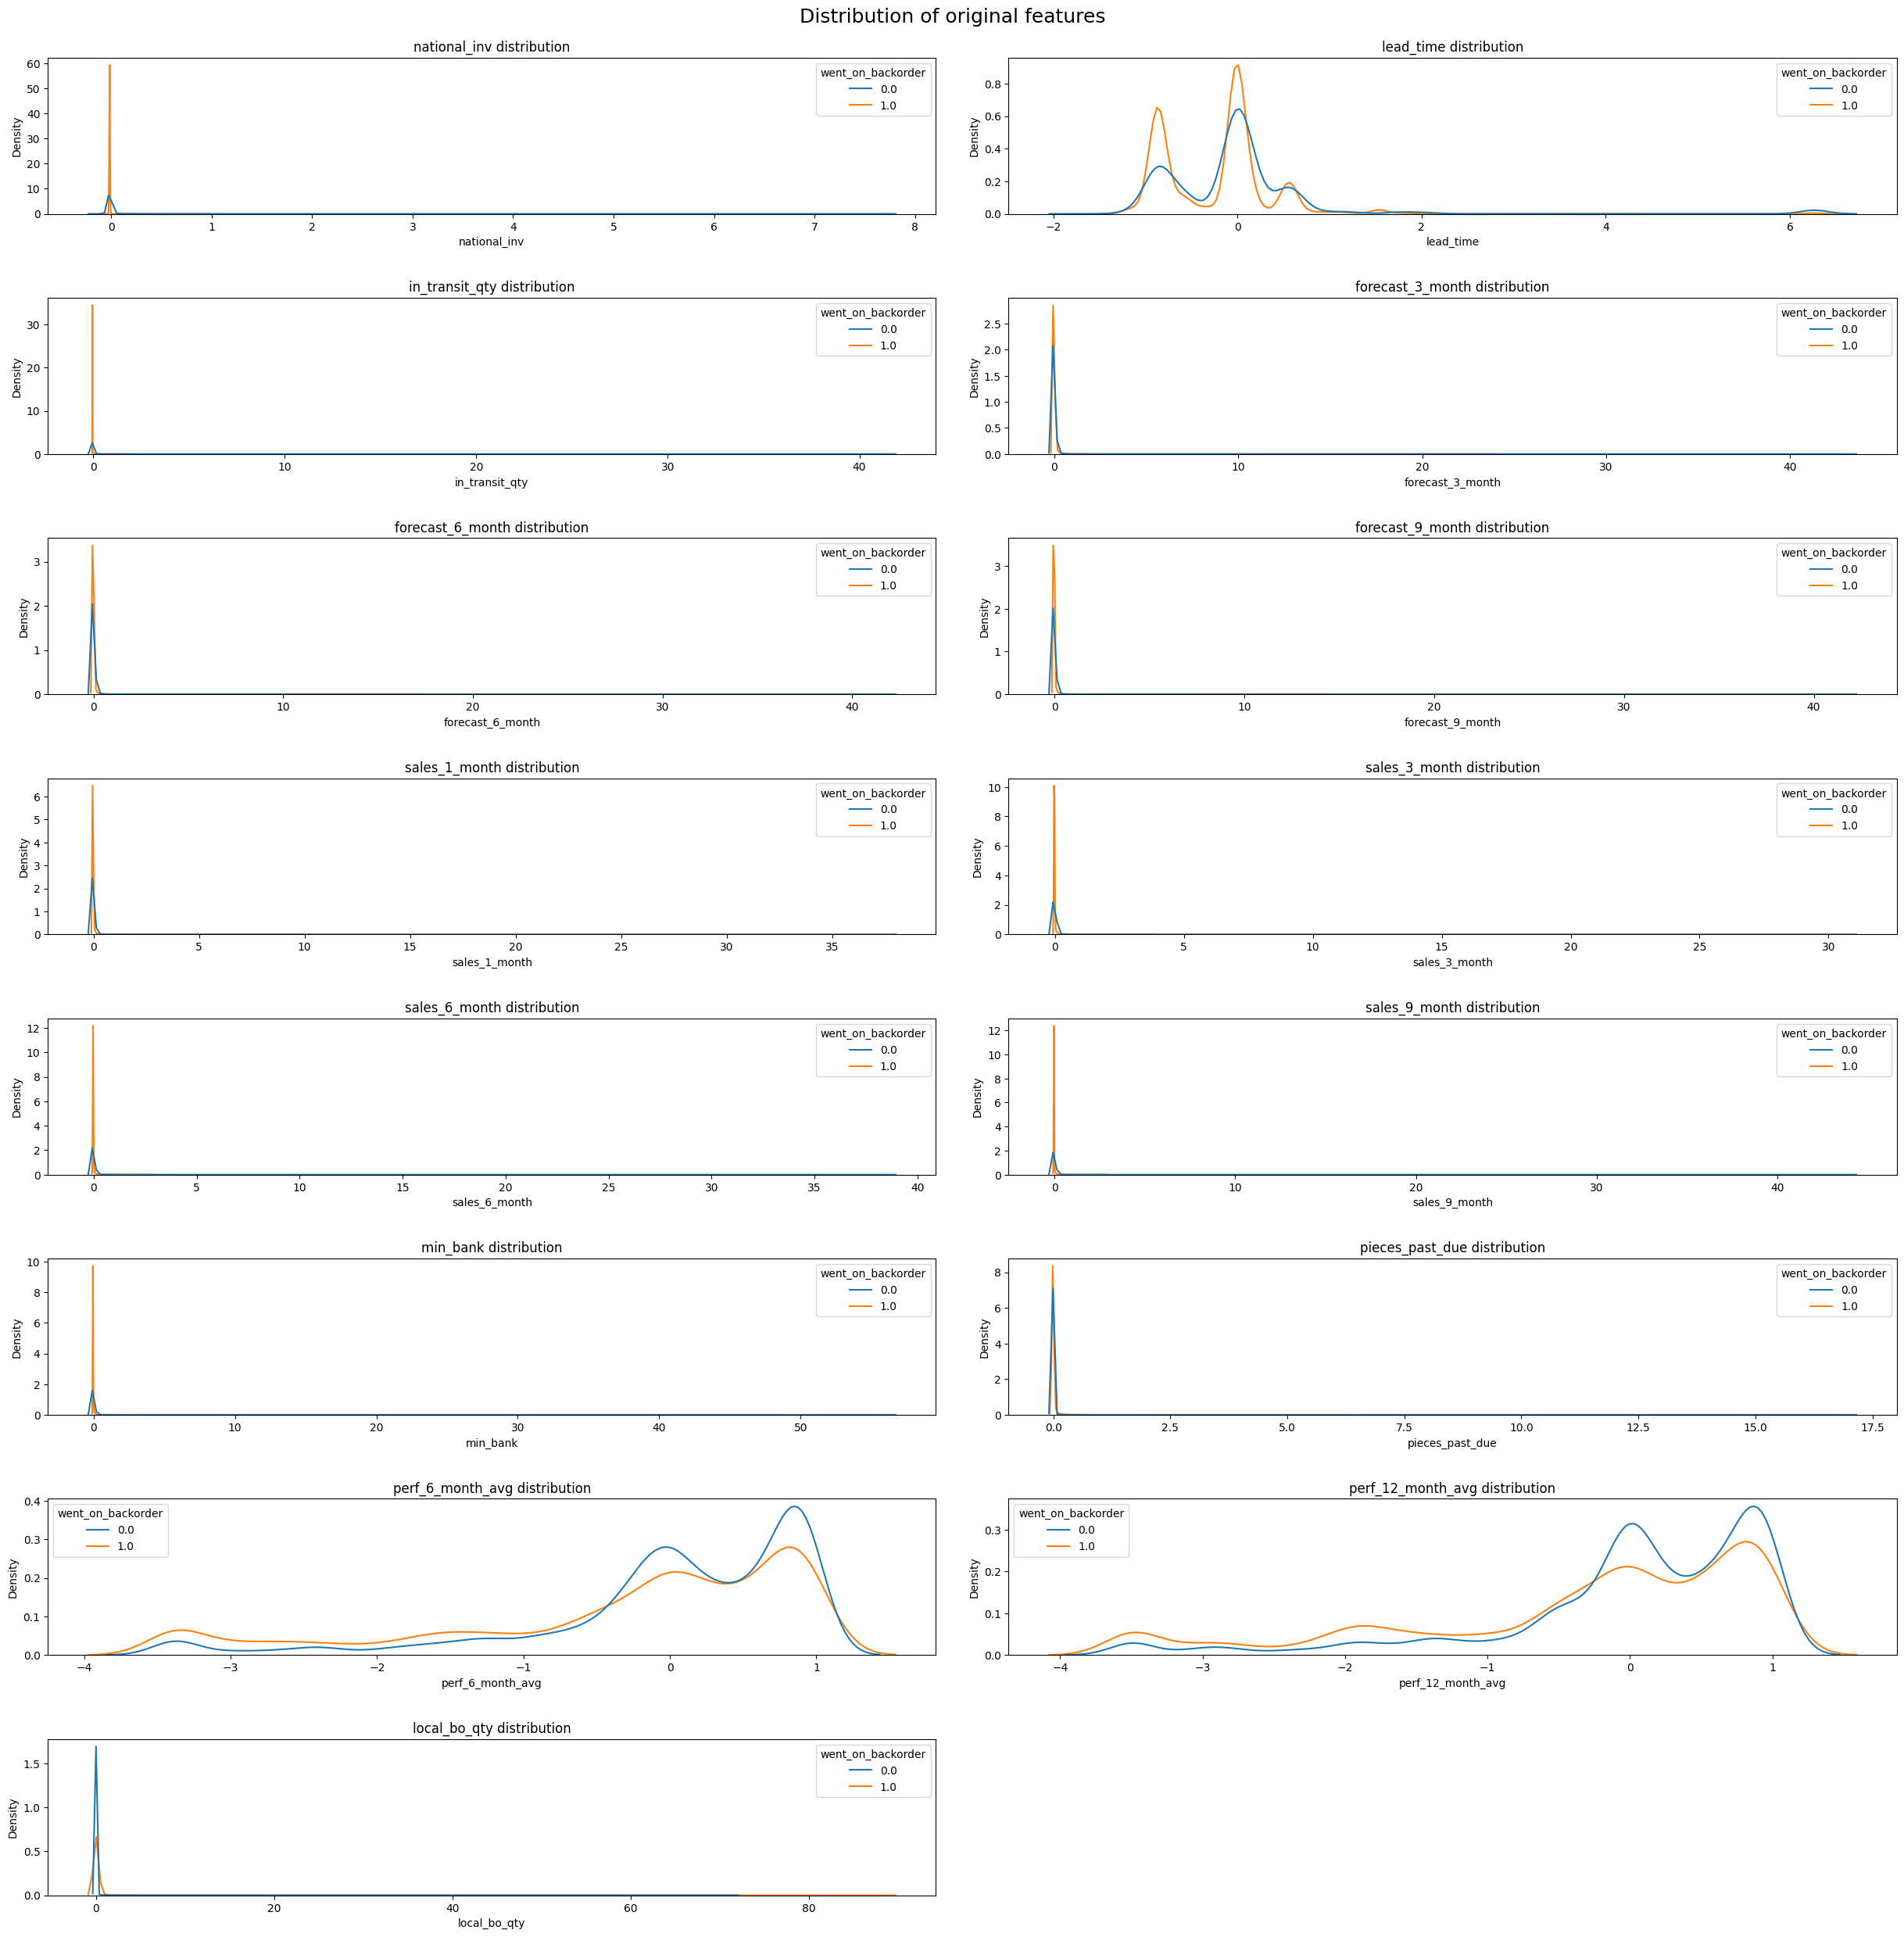 Distribution of original features
national_inv distribution
60
50
40
30
20
10
0
Density
0 1 2 3 4 5 6 7 8
national_inv
went_on_backorder
0.0
1.0
lead_time distribution
0.8
0.6
0.4
0.2
0.0
Density
−2 0 2 4 6
lead_time
went_on_backorder
0.0
1.0
in_transit_qty distribution
30
20
10
0
Density
0 10 20 30 40
in_transit_qty
went_on_backorder
0.0
1.0
forecast_3_month distribution
2.5
2.0
1.5
1.0
0.5
0.0
Density
0 10 20 30 40
forecast_3_month
went_on_backorder
0.0
1.0
forecast_6_month distribution
3
2
1
0
Density
0 10 20 30 40
forecast_6_month
went_on_backorder
0.0
1.0
forecast_9_month distribution
3
2
1
0
Density
0 10 20 30 40
forecast_9_month
went_on_backorder
0.0
1.0
sales_1_month distribution
6
5
4
3
2
1
0
Density
0 5 10 15 20 25 30 35
sales_1_month
went_on_backorder
0.0
1.0
sales_3_month distribution
10
8
6
4
2
0
Density
0 5 10 15 20 25 30
sales_3_month
went_on_backorder
0.0
1.0
sales_6_month distribution
12
10
8
6
4
2
0
Density
0 5 10 15 20 25 30 35 40
sales_6_month
went_on_backorder
0.0
1.0
sales_9_month distribution
12
10
8
6
4
2
0
Density
0 10 20 30 40
sales_9_month
went_on_backorder
0.0
1.0
min_bank distribution
10
8
6
4
2
0
Density
0 10 20 30 40 50
min_bank
went_on_backorder
0.0
1.0
pieces_past_due distribution
8
6
4
2
0
Density
0.0 2.5 5.0 7.5 10.0 12.5 15.0 17.5
pieces_past_due
went_on_backorder
0.0
1.0
perf_6_month_avg distribution
0.4
0.3
0.2
0.1
0.0
Density
−4 −3 −2 −1 0 1
perf_6_month_avg
went_on_backorder
0.0
1.0
perf_12_month_avg distribution
0.3
0.2
0.1
0.0
Density
−4 −3 −2 −1 0 1
perf_12_month_avg
went_on_backorder
0.0
1.0
local_bo_qty distribution
1.5
1.0
0.5
0.0
Density
0 20 40 60 80
local_bo_qty
went_on_backorder
0.0
1.0